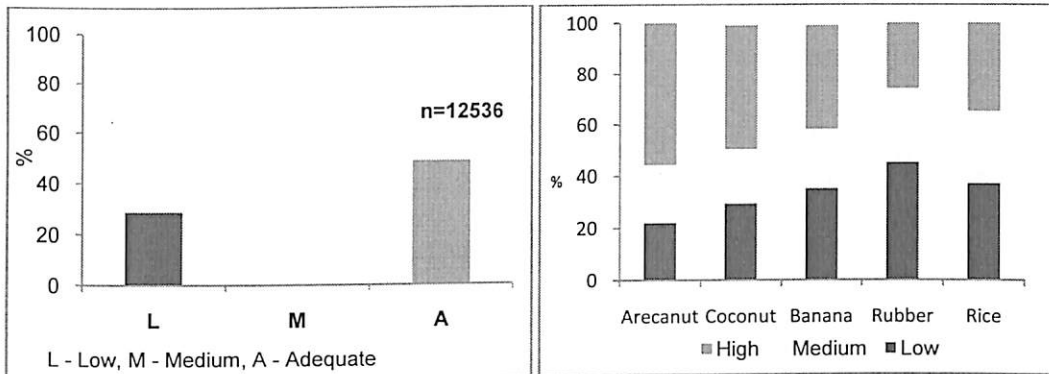 100
80
60
40
20
0
%
n=12536
L M A
L - Low, M - Medium, A - Adequate
100
80
60
40
20
0
%
Arecanut Coconut Banana Rubber Rice
High Medium Low